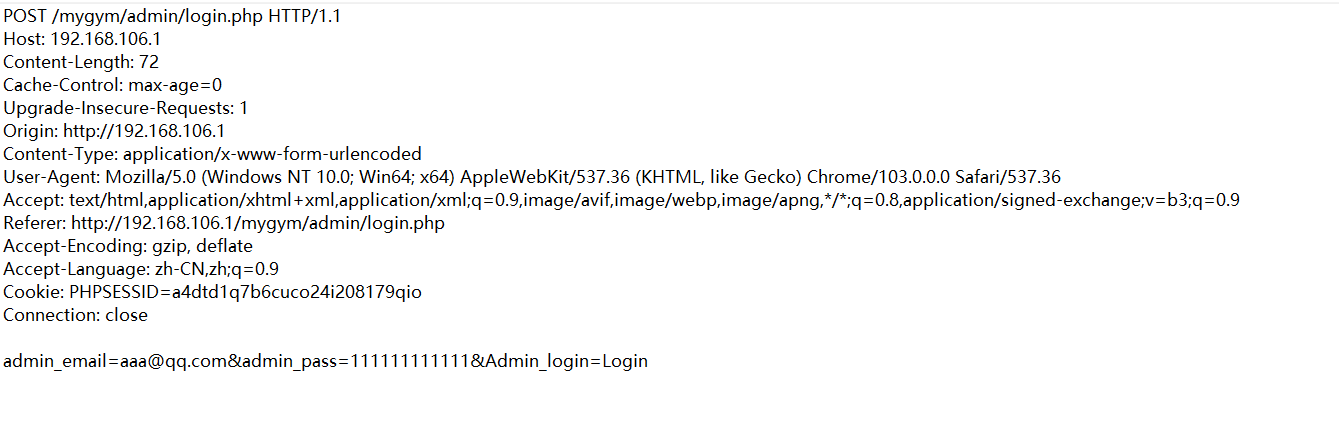 POST /mygym/admin/login.php HTTP/1.1
Host: 192.168.106.1
Content-Length: 72
Cache-Control: max-age=0
Upgrade-Insecure-Requests: 1
Origin: http://192.168.106.1
Content-Type: application/x-www-form-urlencoded
User-Agent: Mozilla/5.0 (Windows NT 10.0; Win64; x64) AppleWebKit/537.36 (KHTML, like Gecko) Chrome/103.0.0.0 Safari/537.36
Accept: text/html,application/xhtml+xml,application/xml;q=0.9,image/avif,image/webp,image/apng,*/*;q=0.8,application/signed-exchange;v=b3;q=0.9
Referer: http://192.168.106.1/mygym/admin/login.php
Accept-Encoding: gzip, deflate
Accept-Language: zh-CN,zh;q=0.9
Cookie: PHPSESSID=a4dtd1q7b6cuco24i208179qio
Connection: close

admin_email=aaa@qq.com&admin_pass=111111111111&Admin_login=Login